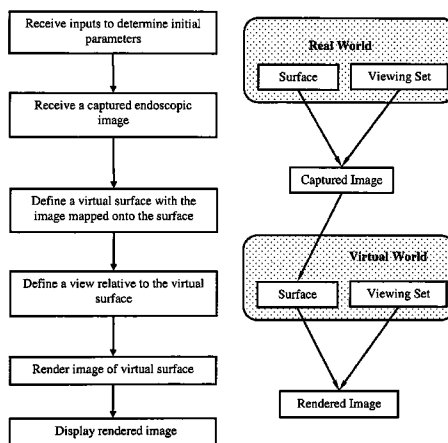 Receive inputs to determine initial
parameters
Receive a captured endoscopic
image
Define a virtual surface with the
image mapped onto the surface
Define a view relative to the virtual
surface
Render image of virtual surface
Display rendered image
Real World
Surface
Viewing Set
Captured Image
Virtual World
Surface
Viewing Set
Rendered Image